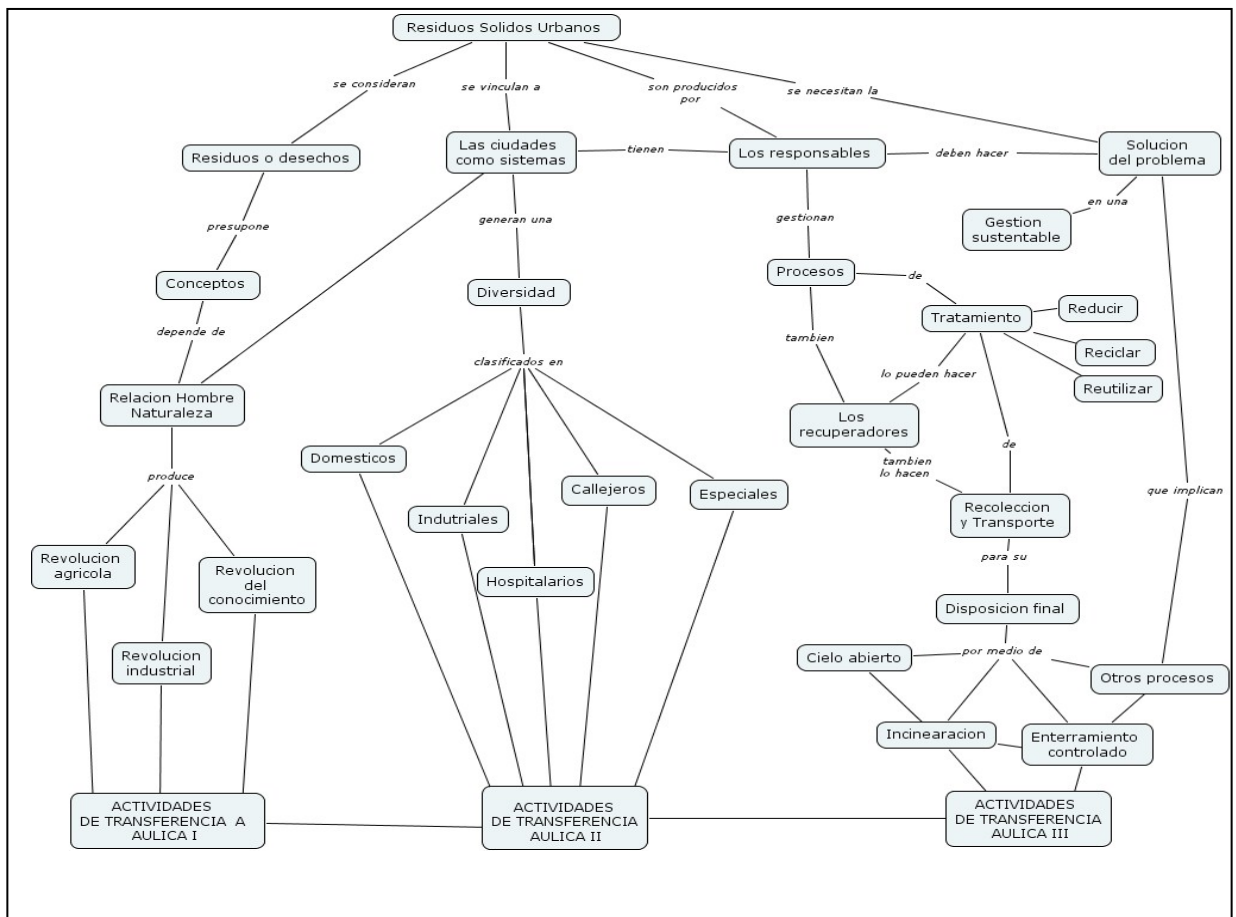 Residuos Solidos Urbanos
se consideran
se vinculan a
son producidos
por
se necesitan la
Residuos o desechos
Las ciudades
como sistemas
tienen
Los responsables
deben hacer
Solucion
del problema
en una
Gestion
sustentable
presupone
generan una
gestionan
Conceptos
Diversidad
Procesos
de
Tratamiento
Reducir
Reciclar
Reutilizar
depende de
clasificados en
tambien
lo pueden hacer
Relacion Hombre
Naturaleza
Los
recuperadores
produce
Domesticos
Indutriales
Hospitalarios
Callejeros
Especiales
tambien
lo hacen
de
que implican
Recoleccion
y Transporte
Revolucion
agricola
Revolucion
industrial
Revolucion
del
conocimiento
para su
Disposicion final
por medio de
Cielo abierto
Otros procesos
Incinearacion
Enterramiento
controlado
ACTIVIDADES
DE TRANSFERENCIA A
AULICA I
ACTIVIDADES
DE TRANSFERENCIA
AULICA II
ACTIVIDADES
DE TRANSFERENCIA
AULICA III